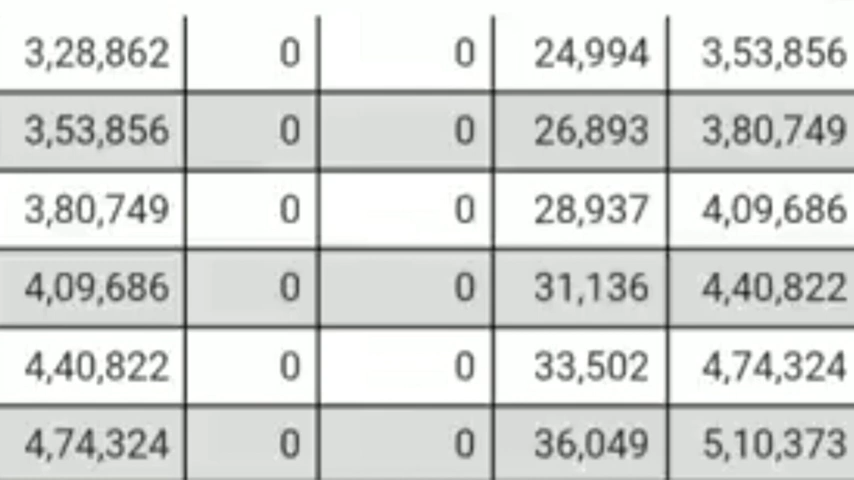 3,28,862 0 0 24,994 3,53,856
3,53,856 0 0 26,893 3,80,749
3,80,749 0 0 28,937 4,09,686
4,09,686 0 0 31,136 4,40,822
4,40,822 0 0 33,502 4,74,324
4,74,324 0 0 36,049 5,10,373